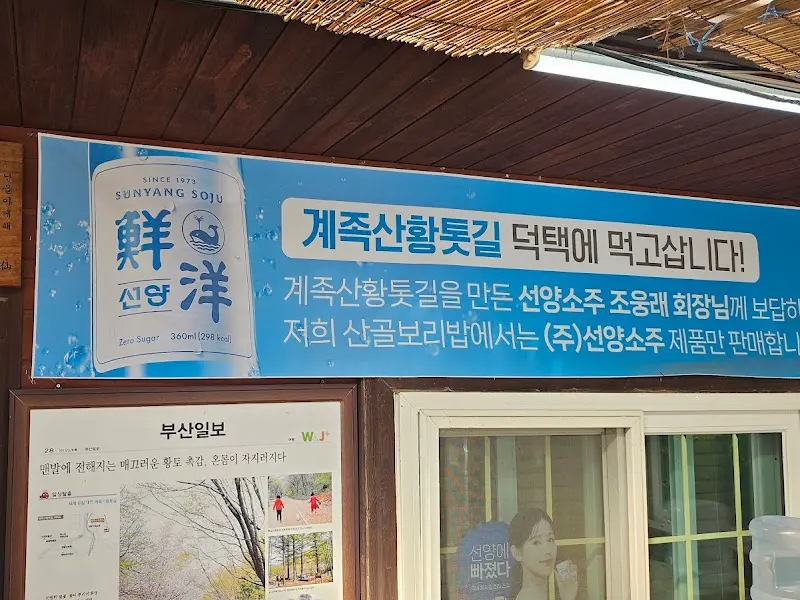 SINCE 1973
SUNYANG SOJU
鮮
선양
洋
Zero Sugar 360ml(298 kcal)
계족산황톳길 덕택에 먹고삽니다!
계족산황톳길을 만든 선양소주 조웅래 회장님께 보답하
저희 산골보리밥에서는 (주)선양소주 제품만 판매합니
부산일보
28
W&J
맨발에 전해지는 매끄러운 황토 촉감, 온몸이 자지러지다
선양에
빠졌다